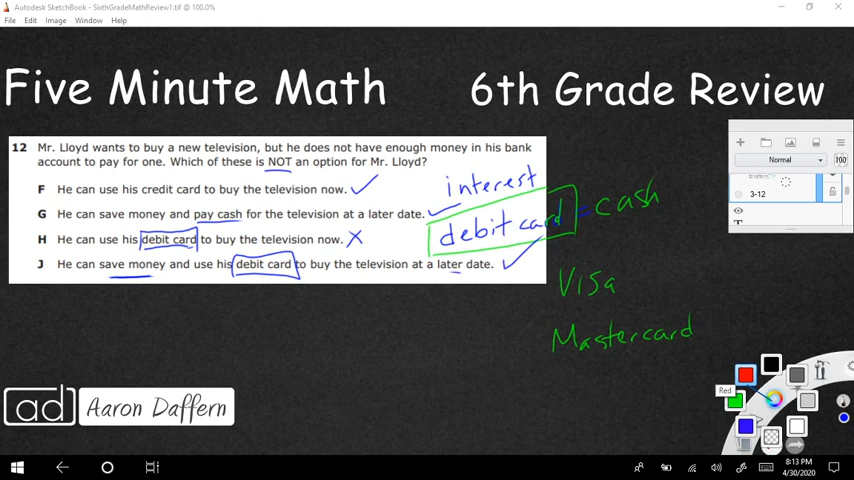 Autodesk SketchBook - SixthGradeMathReview1.tif @ 100.0%
File Edit Image Window Help
Five Minute Math 6th Grade Review
12 Mr. Lloyd wants to buy a new television, but he does not have enough money in his bank
account to pay for one. Which of these is NOT an option for Mr. Lloyd?
F He can use his credit card to buy the television now.
G He can save money and pay cash for the television at a later date.
H He can use his debit card to buy the television now.
J He can save money and use his debit card to buy the television at a later date.
interest
debit card = cash
Visa
Mastercard
Normal
100
3-12
Red
ad Aaron Daffern
8:13 PM
4/30/2020